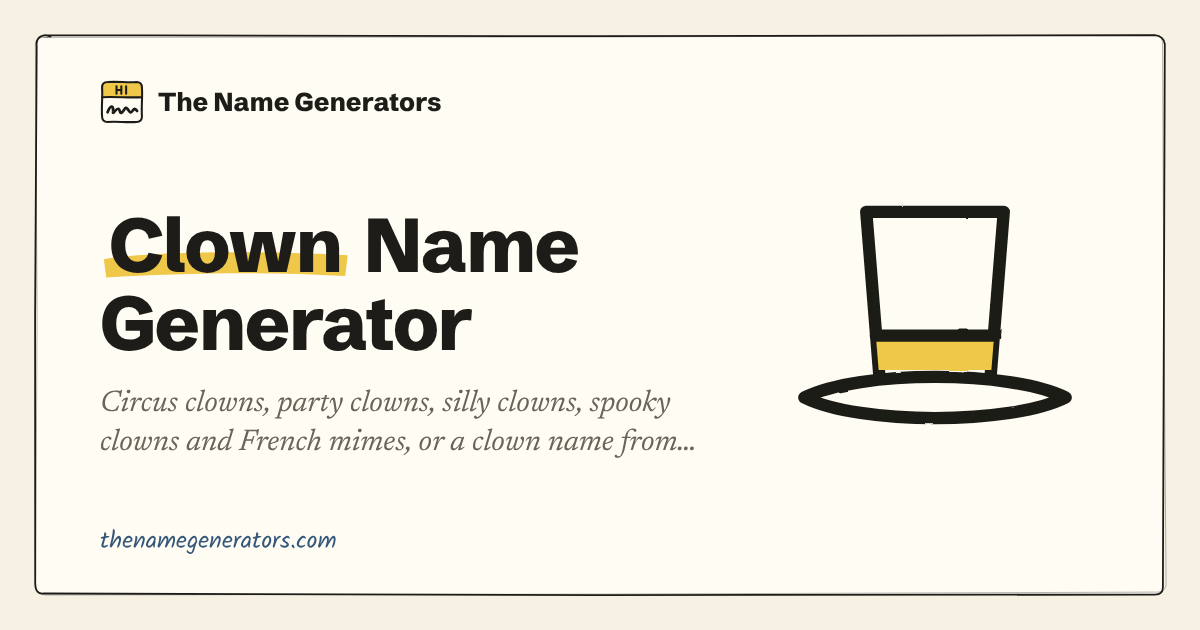 HI
The Name Generators
Clown Name
Generator
Circus clowns, party clowns, silly clowns, spooky
clowns and French mimes, or a clown name from...
thenamegenerators.com